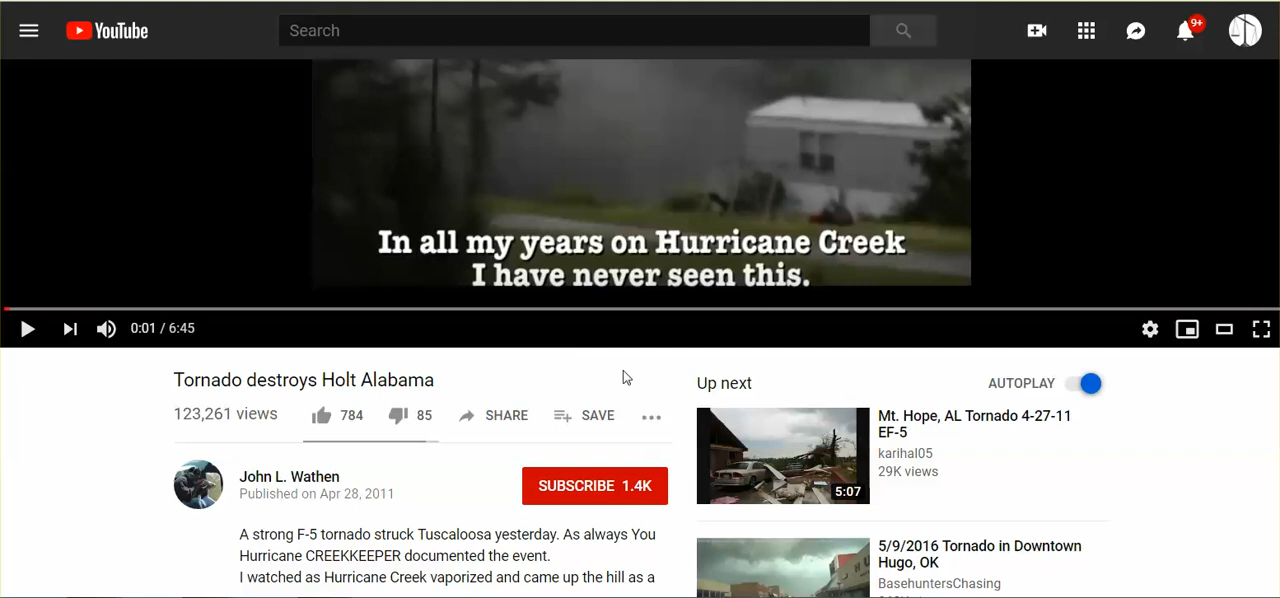 YouTube
Search
9+
In all my years on Hurricane Creek
I have never seen this.
0:01 / 6:45
Tornado destroys Holt Alabama
123,261 views
784
85
SHARE
SAVE
John L. Wathen
Published on Apr 28, 2011
SUBSCRIBE 1.4K
A strong F-5 tornado struck Tuscaloosa yesterday. As always You
Hurricane CREEKKEEPER documented the event.
I watched as Hurricane Creek vaporized and came up the hill as a
Up next
AUTOPLAY
5:07
Mt. Hope, AL Tornado 4-27-11
EF-5
karihal05
29K views
5/9/2016 Tornado in Downtown
Hugo, OK
BasehuntersChasing